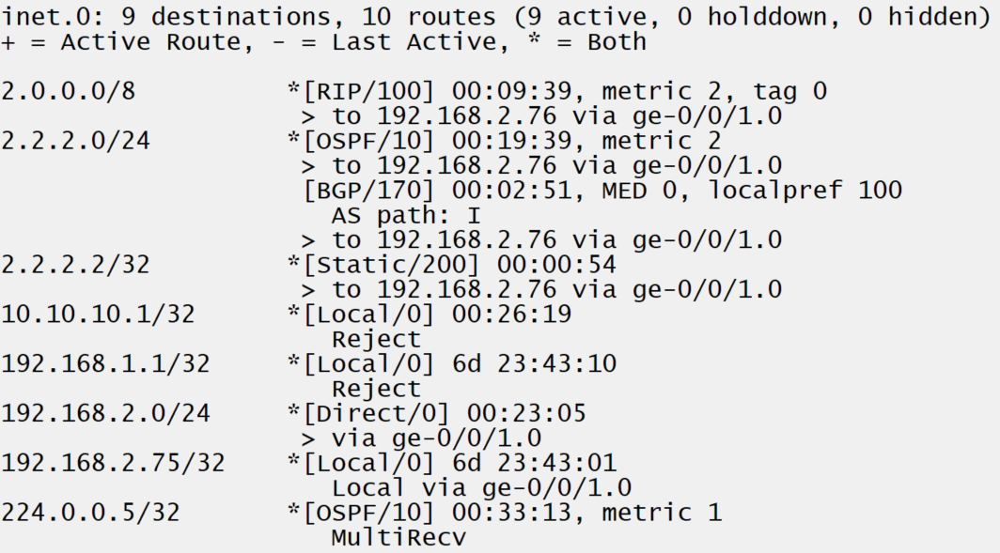 inet.0: 9 destinations, 10 routes (9 active, 0 holddown, 0 hidden)
+ = Active Route, - = Last Active, * = Both
2.0.0.0/8 *[RIP/100] 00:09:39, metric 2, tag 0
> to 192.168.2.76 via ge-0/0/1.0
2.2.2.0/24 *[OSPF/10] 00:19:39, metric 2
> to 192.168.2.76 via ge-0/0/1.0
[BGP/170] 00:02:51, MED 0, localpref 100
AS path: I
> to 192.168.2.76 via ge-0/0/1.0
2.2.2.2/32 *[Static/200] 00:00:54
> to 192.168.2.76 via ge-0/0/1.0
10.10.10.1/32 *[Local/0] 00:26:19
Reject
192.168.1.1/32 *[Local/0] 6d 23:43:10
Reject
192.168.2.0/24 *[Direct/0] 00:23:05
> via ge-0/0/1.0
192.168.2.75/32 *[Local/0] 6d 23:43:01
Local via ge-0/0/1.0
224.0.0.5/32 *[OSPF/10] 00:33:13, metric 1
MultiRecv